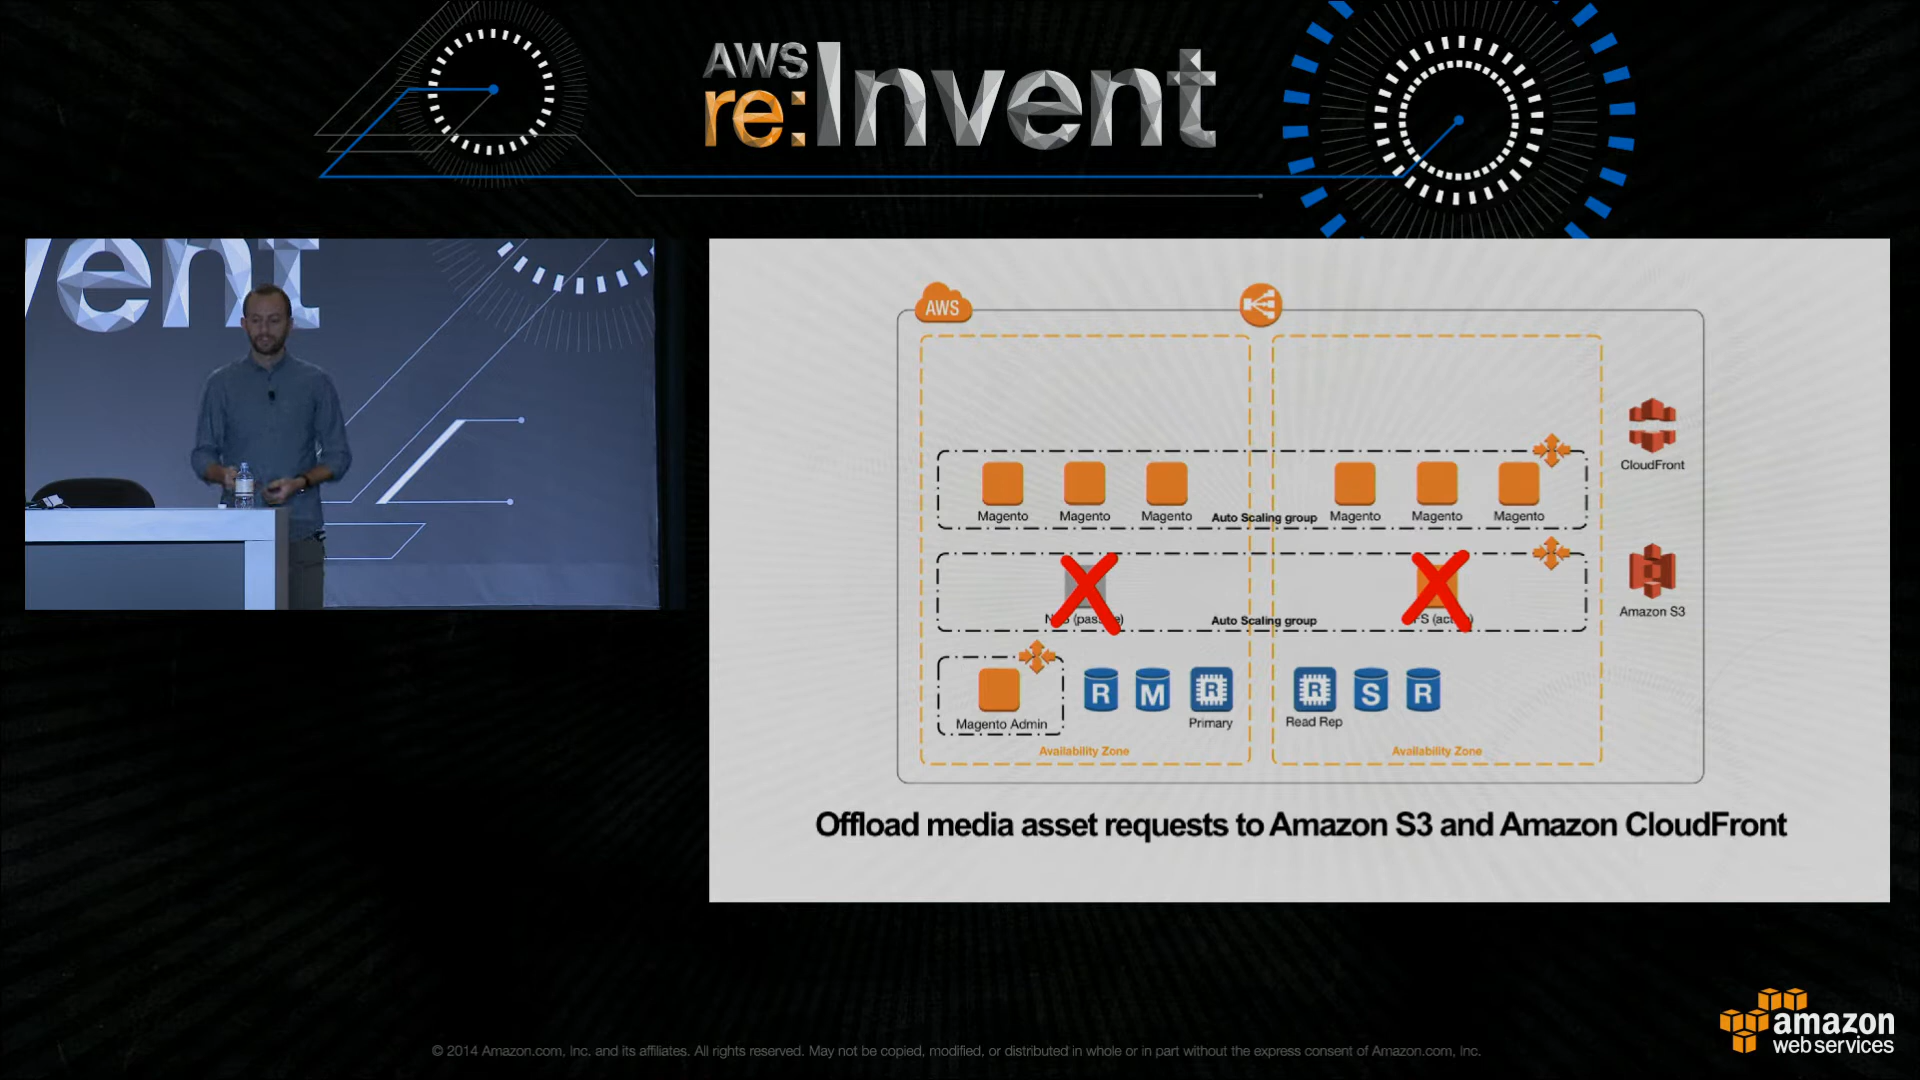 AWS
re:Invent
vent
AWS
CloudFront
Magento
Magento
Magento
Auto Scaling group
Magento
Magento
Magento
Auto Scaling group
Amazon S3
R
M
R
R
S
R
Magento Admin
Primary
Read Rep
Availability Zone
Availability Zone
Offload media asset requests to Amazon S3 and Amazon CloudFront
amazon
web services
© 2014 Amazon.com, Inc. and its affiliates. All rights reserved. May not be copied, modified, or distributed in whole or in part without the express consent of Amazon.com, Inc.